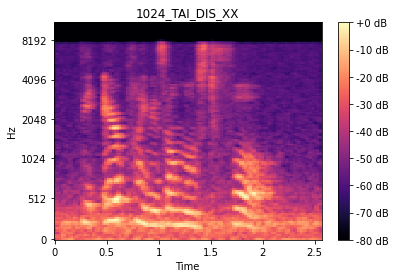 1024_TAI_DIS_XX
+0 dB
8192
-10 dB
4096
-20 dB
-30 dB
2048
Hz
-40 dB
1024
-50 dB
512
-60 dB
-70 dB
0
-80 dB
0 0.5 1 1.5 2 2.5
Time